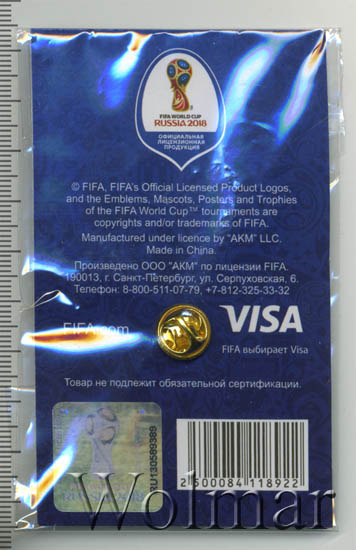 FIFA WORLD CUP
RUSSIA 2018
ОФИЦИАЛЬНАЯ
ЛИЦЕНЗИОННАЯ
ПРОДУКЦИЯ
© FIFA, FIFA's Official Licensed Product Logos,
and the Emblems, Mascots, Posters and Trophies
of the FIFA World Cup™ tournaments are
copyrights and/or trademarks of FIFA.
Manufactured under licence by "AKM" LLC.
Made in China.
Произведено ООО "АКМ" по лицензии FIFA.
190013, г. Санкт-Петербург, ул. Серпуховская, 6.
Телефон: 8-800-511-07-79, +7-812-325-33-32
FIFA.com
VISA
FIFA выбирает Visa
Товар не подлежит обязательной сертификации.
RU130589389
2 500084 118922
Wolmar